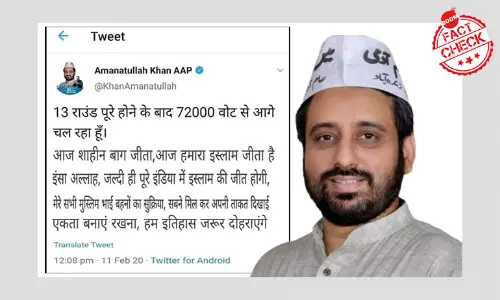 Tweet
BOOM
FACT
CHECK
Amanatullah Khan AAP
@KhanAmanatullah
13 राउंड पूरे होने के बाद 72000 वोट से आगे
चल रहा हूँ।
आज शाहीन बाग जीता,आज हमारा इस्लाम जीता है
इंसा अल्लाह, जल्दी ही पूरे इंडिया में इस्लाम की जीत होगी,
मेरे सभी मुस्लिम भाई बहनों का सुक्रिया, सबने मिल कर अपनी ताकत दिखाई
एकता बनाएं रखना, हम इतिहास जरूर दोहराएंगे
Translate Tweet
12:08 pm · 11 Feb 20 · Twitter for Android